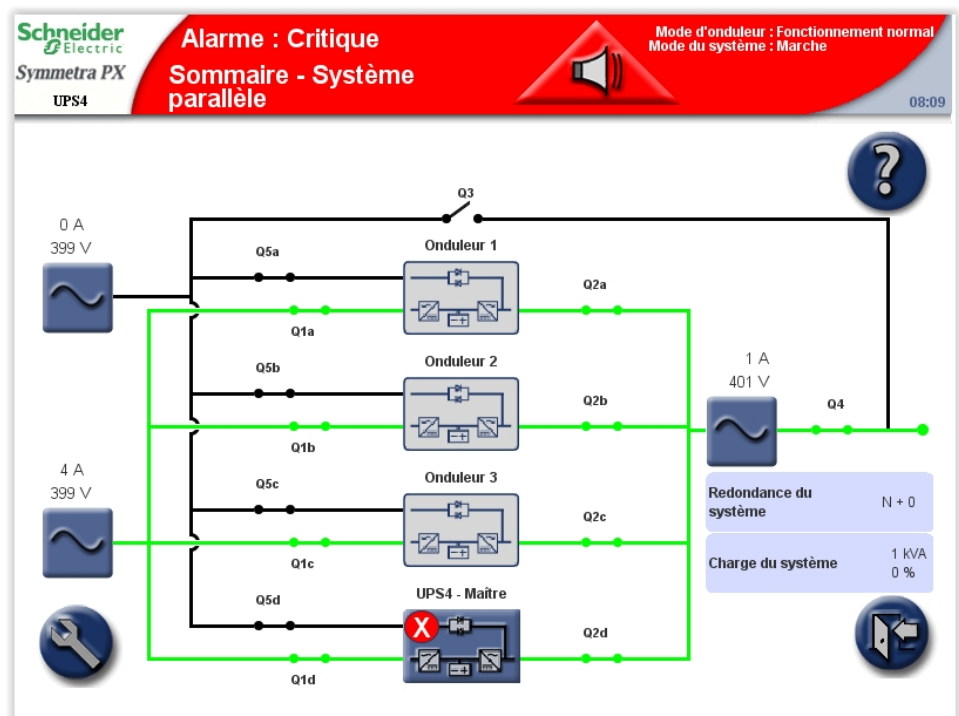 Schneider
Electric
Symmetra PX
UPS4
Alarme : Critique
Sommaire - Système
parallèle
Mode d'onduleur : Fonctionnement normal
Mode du système : Marche
08:09
?
Q3
0 A
399 V
Q5a
Onduleur 1
Q2a
Q1a
Q5b
Onduleur 2
Q2b
Q1b
1 A
401 V
Q4
4 A
399 V
Q5c
Onduleur 3
Q2c
Q1c
Redondance du
système
N + 0
Charge du système
1 kVA
0 %
Q5d
UPS4 - Maître
X
Q2d
Q1d